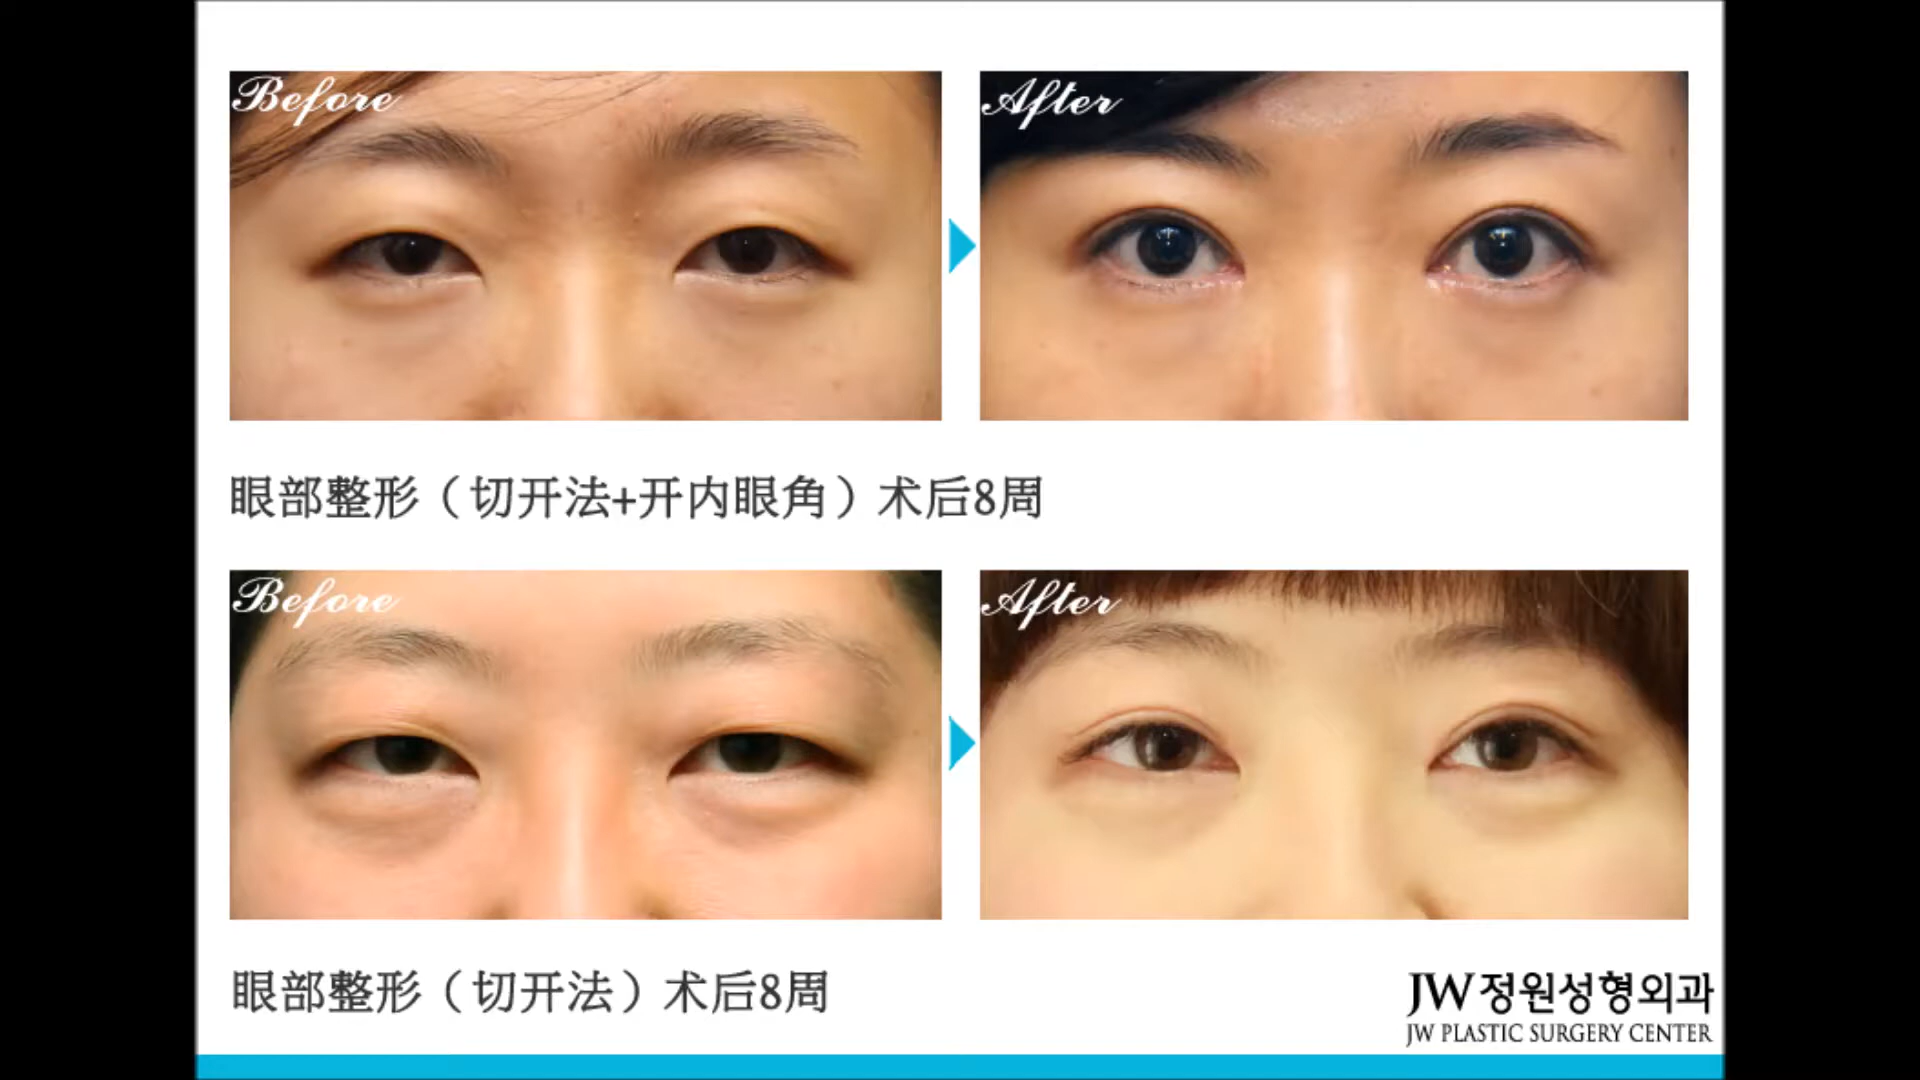 Before
After
眼部整形（切开法+开内眼角）术后8周
Before
After
眼部整形（切开法）术后8周
JW정원성형외과
JW PLASTIC SURGERY CENTER